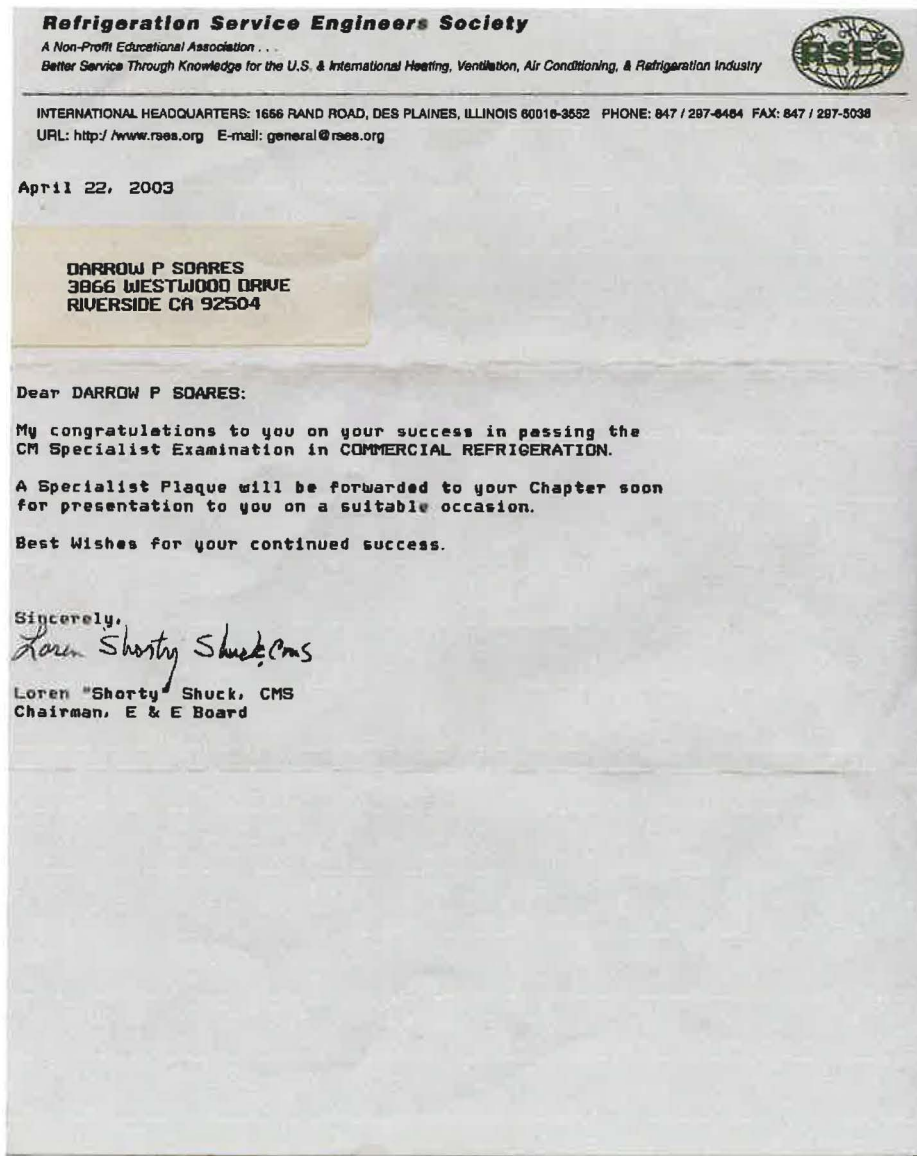 Refrigeration Service Engineers Society
A Non-Profit Educational Association . . .
Better Service Through Knowledge for the U.S. & International Heating, Ventilation, Air Conditioning, & Refrigeration Industry
RSES
INTERNATIONAL HEADQUARTERS: 1666 RAND ROAD, DES PLAINES, ILLINOIS 60016-3552 PHONE: 847 / 297-6464 FAX: 847 / 297-5038
URL: http:/ /www.rses.org E-mail: general@rses.org
April 22, 2003
DARROW P SOARES
3866 WESTWOOD DRIVE
RIVERSIDE CA 92504
Dear DARROW P SOARES:
My congratulations to you on your success in passing the
CM Specialist Examination in COMMERCIAL REFRIGERATION.
A Specialist Plaque will be forwarded to your Chapter soon
for presentation to you on a suitable occasion.
Best Wishes for your continued success.
Sincerely,
Loren Shorty Shuck, CMS
Loren "Shorty" Shuck, CMS
Chairman, E & E Board